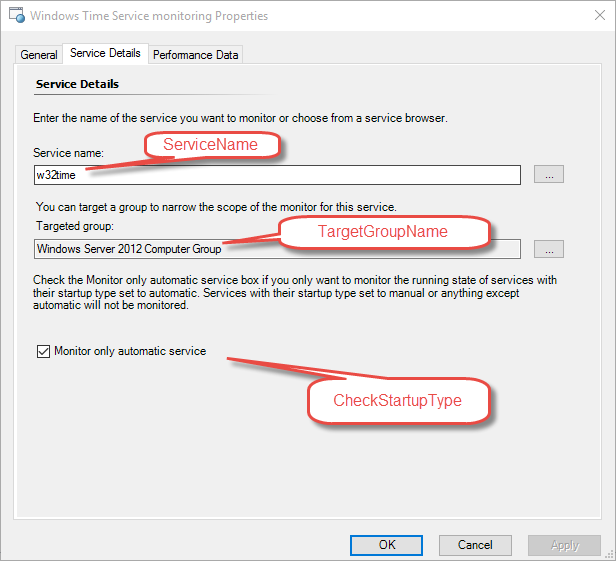 Windows Time Service monitoring Properties
General Service Details Performance Data
Service Details
Enter the name of the service you want to monitor or choose from a service browser.
ServiceName
Service name:
w32time ...
You can target a group to narrow the scope of the monitor for this service.
TargetGroupName
Targeted group:
Windows Server 2012 Computer Group ...
Check the Monitor only automatic service box if you only want to monitor the running state of services with
their startup type set to automatic. Services with their startup type set to manual or anything except
automatic will not be monitored.
Monitor only automatic service
CheckStartupType
OK Cancel Apply